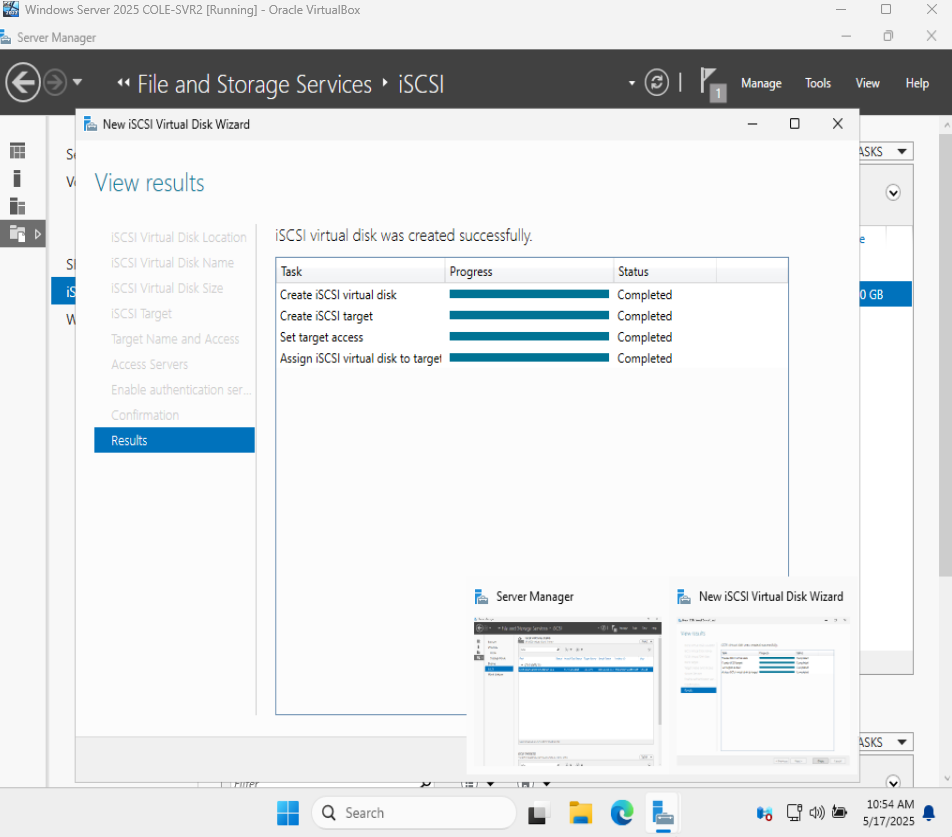 Windows Server 2025 COLE-SVR2 [Running] - Oracle VirtualBox
Server Manager
File and Storage Services
iSCSI
1
Manage
Tools
View
Help
New iSCSI Virtual Disk Wizard
ASKS
View results
iSCSI Virtual Disk Location
iSCSI Virtual Disk Name
iSCSI Virtual Disk Size
iSCSI Target
Target Name and Access
Access Servers
Enable authentication ser...
Confirmation
Results
iSCSI virtual disk was created successfully.
Task Progress Status
Create iSCSI virtual disk Completed
Create iSCSI target Completed
Set target access Completed
Assign iSCSI virtual disk to target Completed
0 GB
Server Manager
New iSCSI Virtual Disk Wizard
ASKS
Filter
Search
10:54 AM
5/17/2025